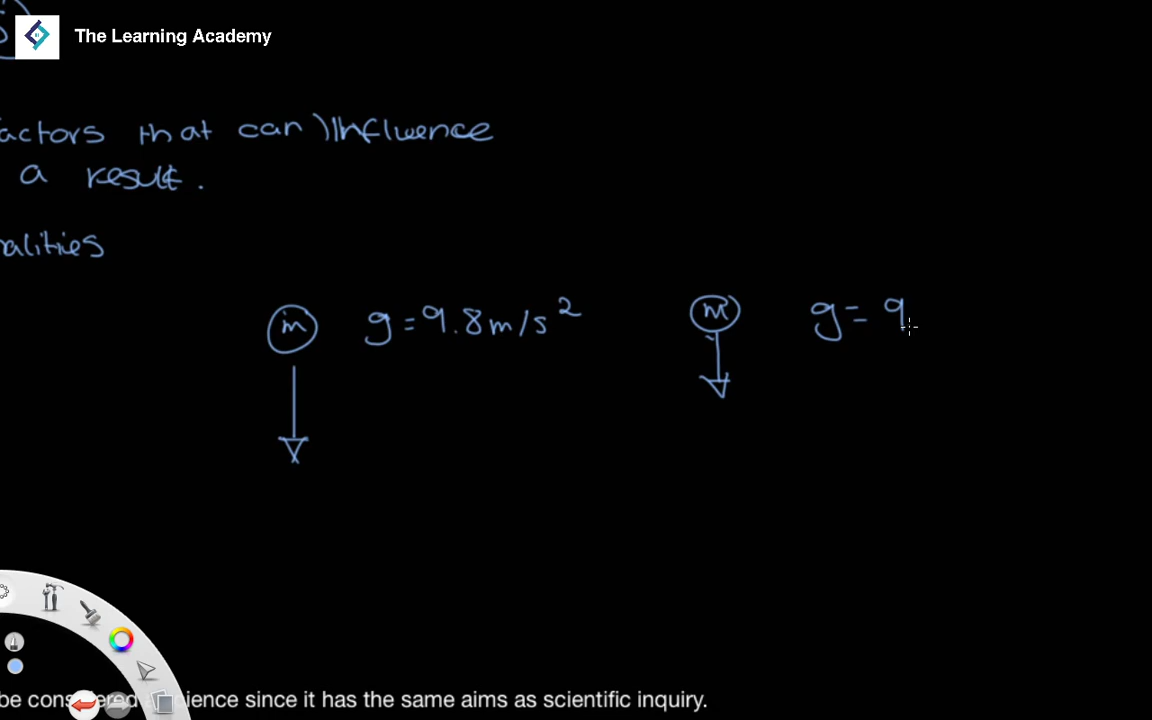 The Learning Academy
actors that can Influence
a result.
alities
m g = 9.8 m/s² m g = 9
be considered science since it has the same aims as scientific inquiry.